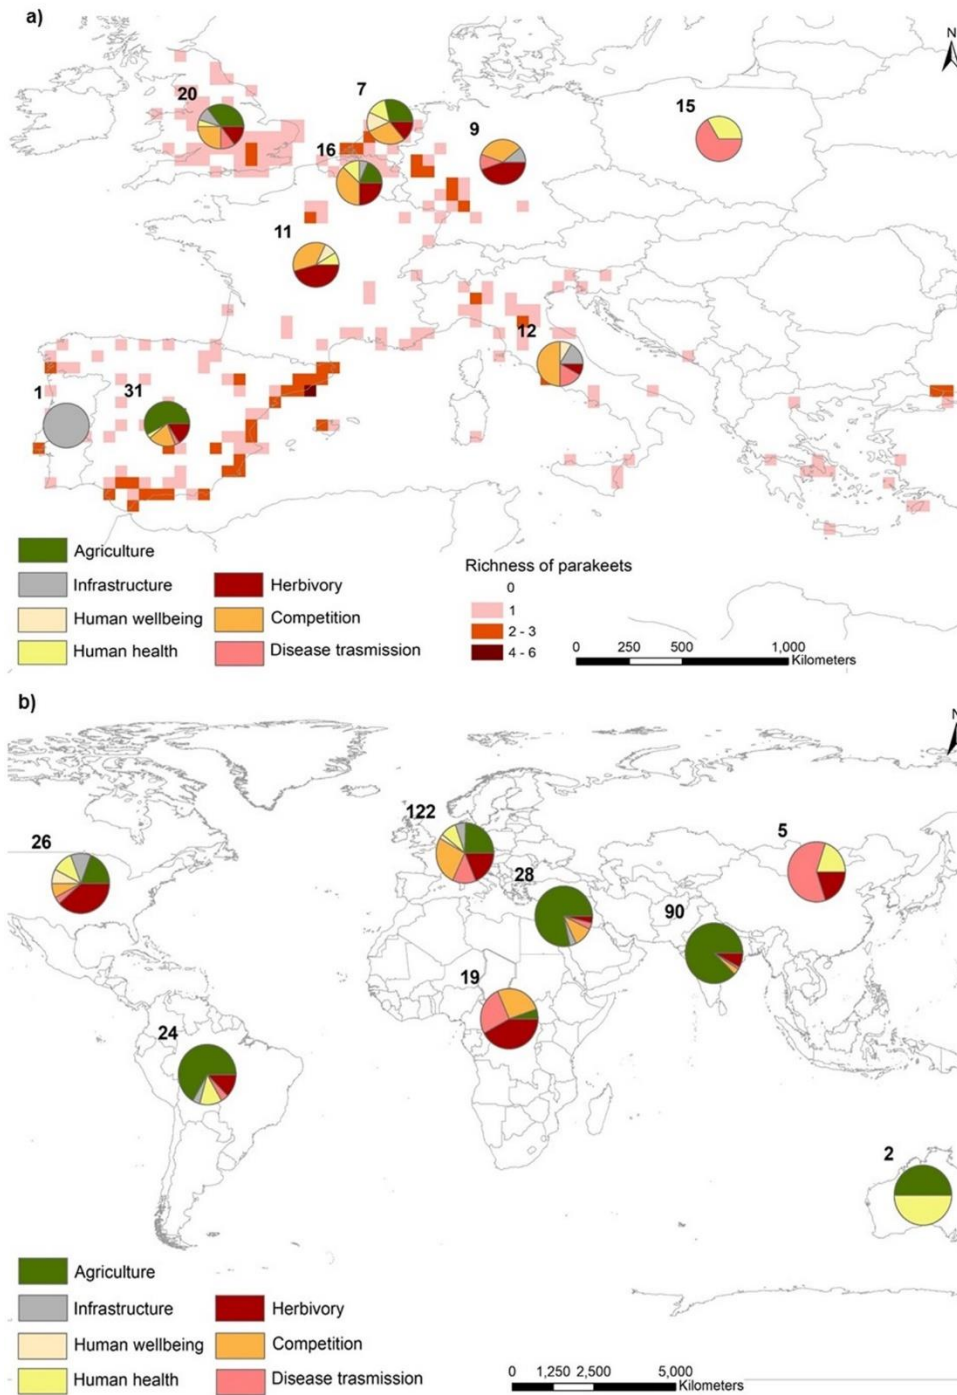 a)
N
20
7
15
9
16
11
12
1
31
Agriculture
Infrastructure
Herbivory
Human wellbeing
Competition
Human health
Disease trasmission
Richness of parakeets
0
1
2 - 3
4 - 6
0 250 500 1,000
Kilometers
b)
N
122
5
26
28
90
19
24
2
Agriculture
Infrastructure
Herbivory
Human wellbeing
Competition
Human health
Disease trasmission
0 1,250 2,500 5,000
Kilometers